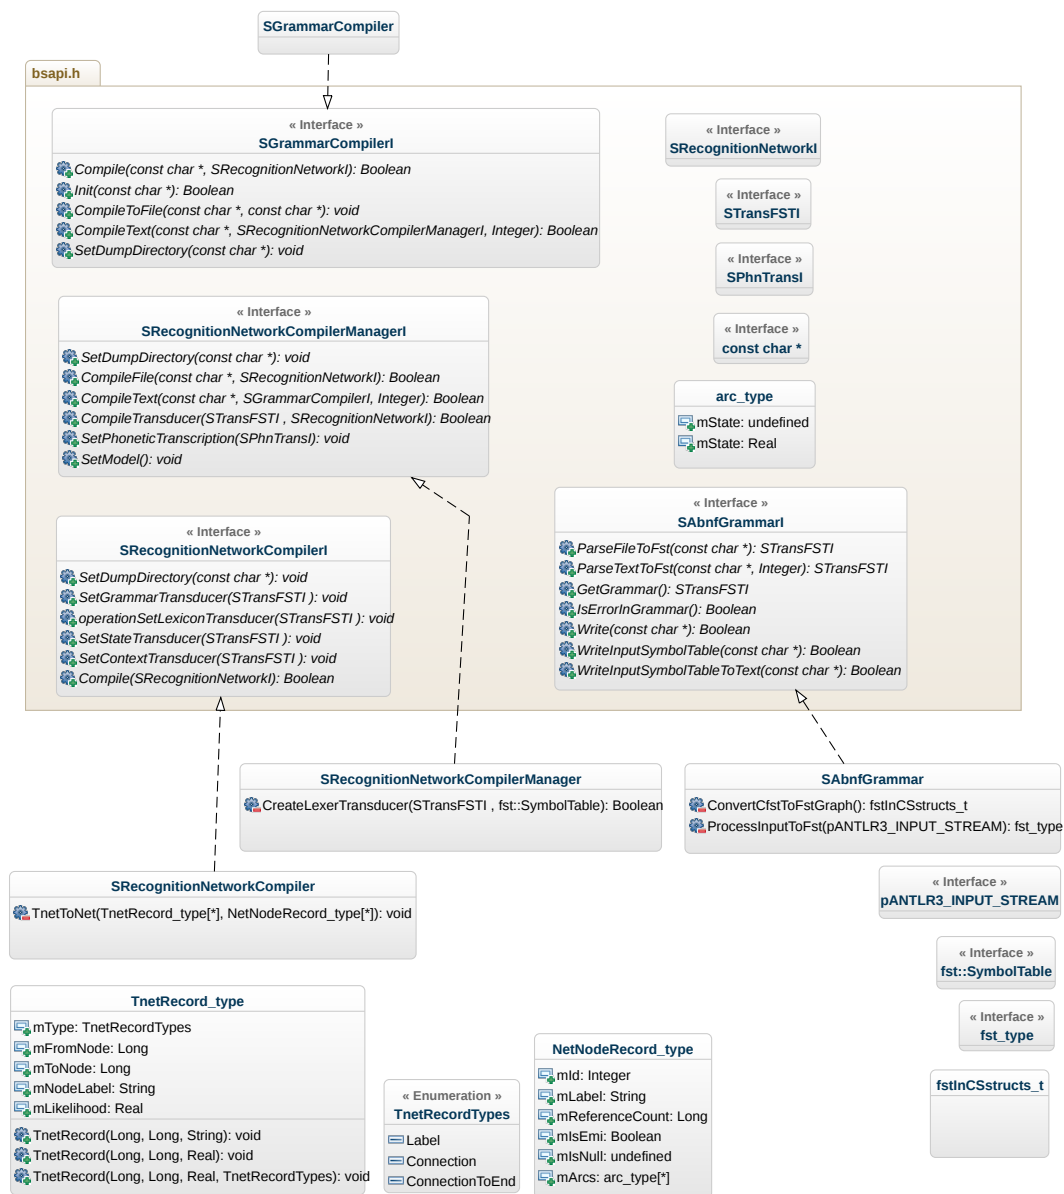 SGrammarCompiler
bsapi.h
« Interface »
SGrammarCompilerI
Compile(const char *, SRecognitionNetworkI): Boolean
Init(const char *): Boolean
CompileToFile(const char *, const char *): void
CompileText(const char *, SRecognitionNetworkCompilerManagerI, Integer): Boolean
SetDumpDirectory(const char *): void
« Interface »
SRecognitionNetworkI
« Interface »
STransFSTI
« Interface »
SPhnTransI
« Interface »
const char *
arc_type
mState: undefined
mState: Real
« Interface »
SRecognitionNetworkCompilerManagerI
SetDumpDirectory(const char *): void
CompileFile(const char *, SRecognitionNetworkI): Boolean
CompileText(const char *, SGrammarCompilerI, Integer): Boolean
CompileTransducer(STransFSTI , SRecognitionNetworkI): Boolean
SetPhoneticTranscription(SPhnTransI): void
SetModel(): void
« Interface »
SRecognitionNetworkCompilerI
SetDumpDirectory(const char *): void
SetGrammarTransducer(STransFSTI ): void
operationSetLexiconTransducer(STransFSTI ): void
SetStateTransducer(STransFSTI ): void
SetContextTransducer(STransFSTI ): void
Compile(SRecognitionNetworkI): Boolean
« Interface »
SAbnfGrammarI
ParseFileToFst(const char *): STransFSTI
ParseTextToFst(const char *, Integer): STransFSTI
GetGrammar(): STransFSTI
IsErrorInGrammar(): Boolean
Write(const char *): Boolean
WriteInputSymbolTable(const char *): Boolean
WriteInputSymbolTableToText(const char *): Boolean
SRecognitionNetworkCompilerManager
CreateLexerTransducer(STransFSTI , fst::SymbolTable): Boolean
SAbnfGrammar
ConvertCfstToFstGraph(): fstInCSstructs_t
ProcessInputToFst(pANTLR3_INPUT_STREAM): fst_type
SRecognitionNetworkCompiler
TnetToNet(TnetRecord_type[*], NetNodeRecord_type[*]): void
« Interface »
pANTLR3_INPUT_STREAM
« Interface »
fst::SymbolTable
« Interface »
fst_type
fstInCSstructs_t
TnetRecord_type
mType: TnetRecordTypes
mFromNode: Long
mToNode: Long
mNodeLabel: String
mLikelihood: Real
TnetRecord(Long, Long, String): void
TnetRecord(Long, Long, Real): void
TnetRecord(Long, Long, Real, TnetRecordTypes): void
« Enumeration »
TnetRecordTypes
Label
Connection
ConnectionToEnd
NetNodeRecord_type
mId: Integer
mLabel: String
mReferenceCount: Long
mIsEmi: Boolean
mIsNull: undefined
mArcs: arc_type[*]